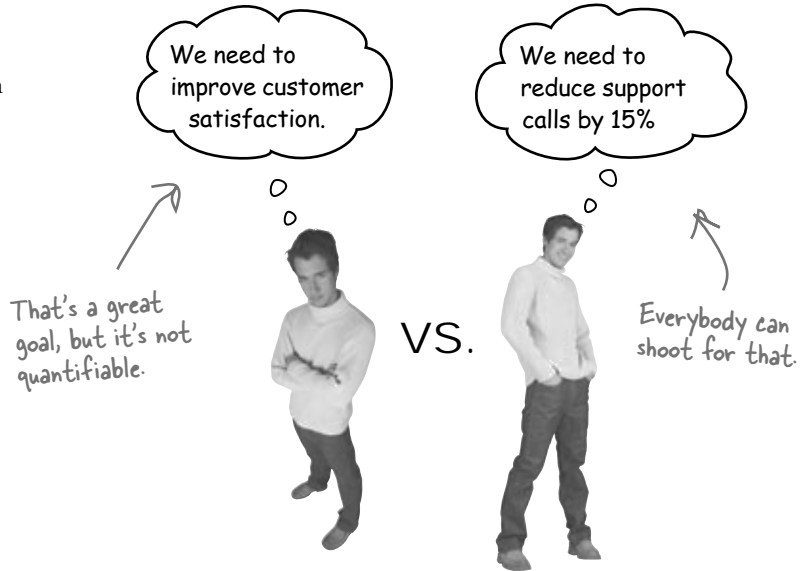 We need to
improve customer
satisfaction.
We need to
reduce support
calls by 15%
That's a great
goal, but it's not
quantifiable.
VS.
Everybody can
shoot for that.